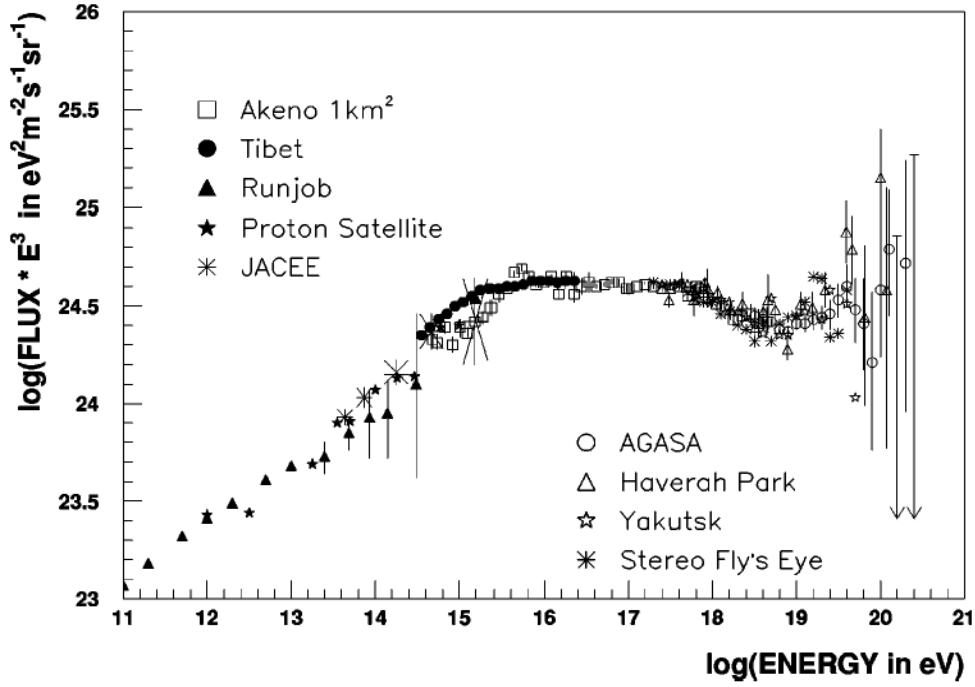 log(FLUX * E³ in eV²m⁻²s⁻¹sr⁻¹)
26
25.5
25
24.5
24
23.5
23
Akeno 1km²
Tibet
Runjob
Proton Satellite
JACEE
AGASA
Haverah Park
Yakutsk
Stereo Fly's Eye
11 12 13 14 15 16 17 18 19 20 21
log(ENERGY in eV)